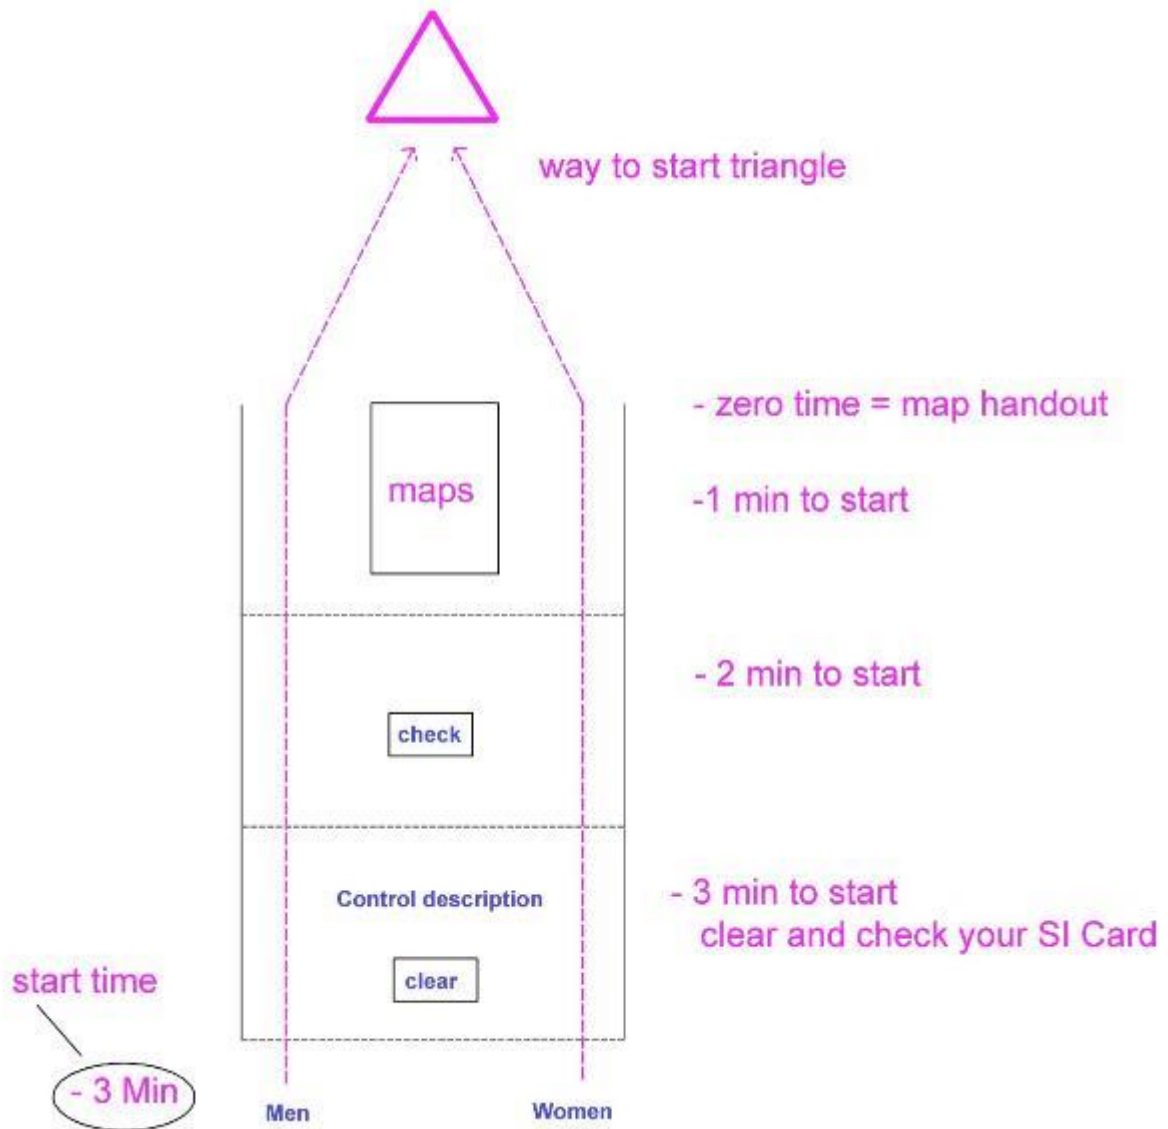 way to start triangle
- zero time = map handout
maps
-1 min to start
- 2 min to start
check
Control description
- 3 min to start
clear and check your SI Card
clear
start time
- 3 Min
Men
Women